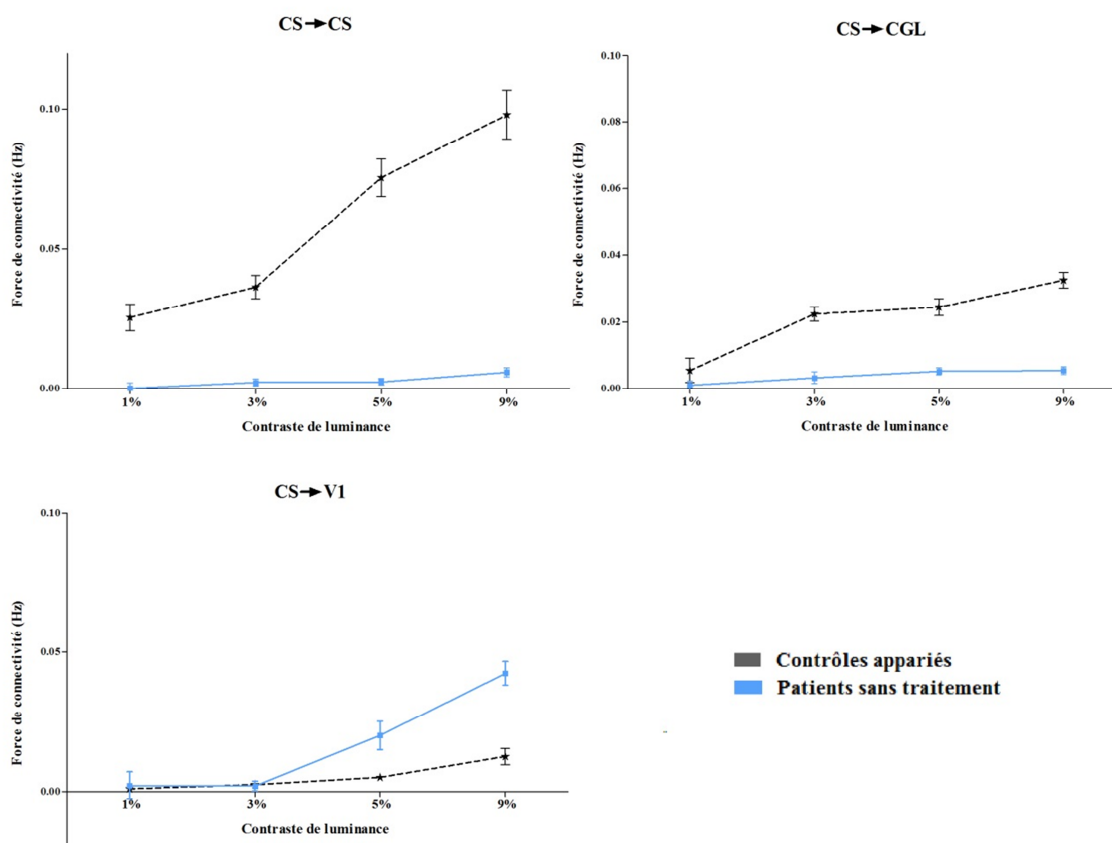 CS→CS
0.10
0.05
0.00
Force de connectivité (Hz)
1% 3% 5% 9%
Contraste de luminance
CS→CGL
0.10
0.08
0.06
0.04
0.02
0.00
Force de connectivité (Hz)
1% 3% 5% 9%
Contraste de luminance
CS→V1
0.10
0.05
0.00
Force de connectivité (Hz)
1% 3% 5% 9%
Contraste de luminance
Contrôles appariés
Patients sans traitement